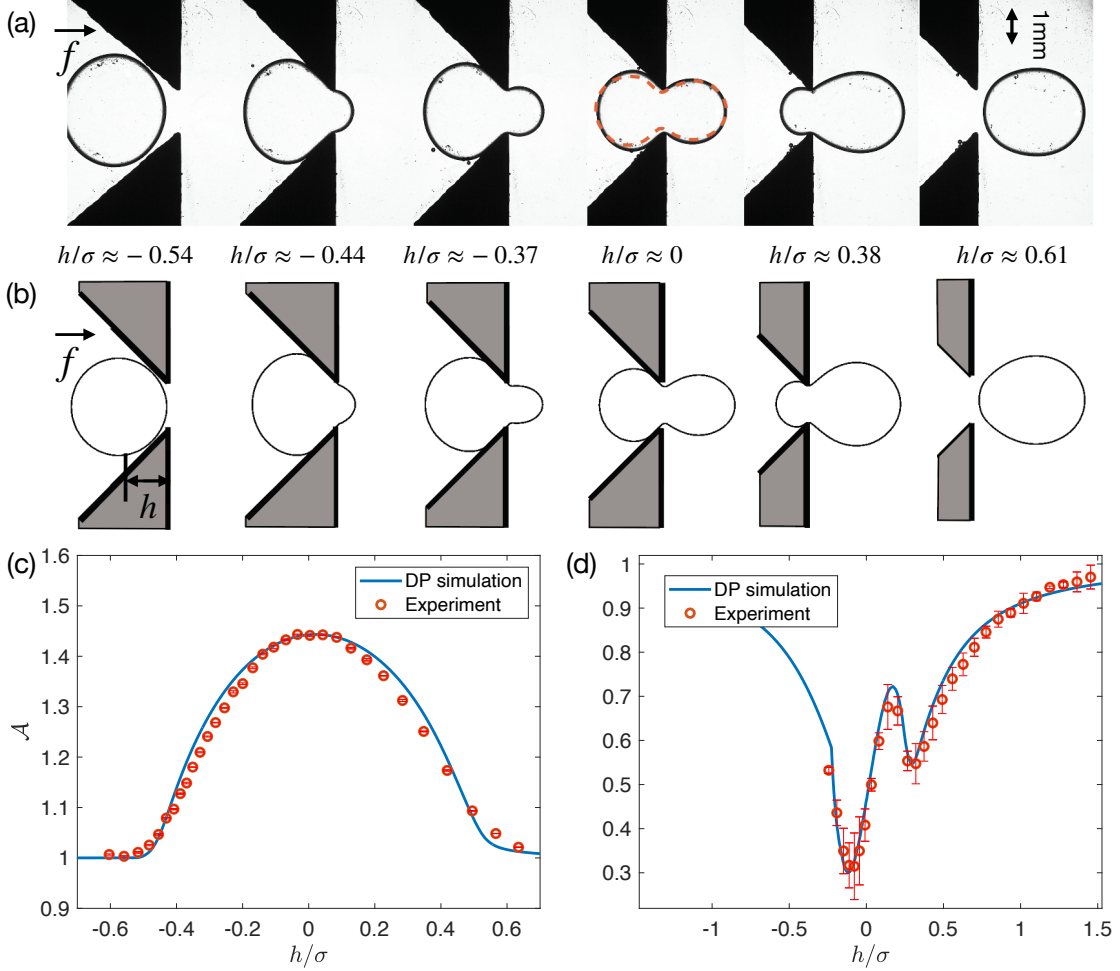 (a)
f
1mm
h/σ ≈ − 0.54 h/σ ≈ − 0.44 h/σ ≈ − 0.37 h/σ ≈ 0 h/σ ≈ 0.38 h/σ ≈ 0.61
(b)
f
h
(c)
1.6
1.5
1.4
1.3
1.2
1.1
1
0.9
𝒜
DP simulation
Experiment
-0.6 -0.4 -0.2 0 0.2 0.4 0.6
h/σ
(d)
1
0.9
0.8
0.7
0.6
0.5
0.4
0.3
DP simulation
Experiment
-1 -0.5 0 0.5 1 1.5
h/σ